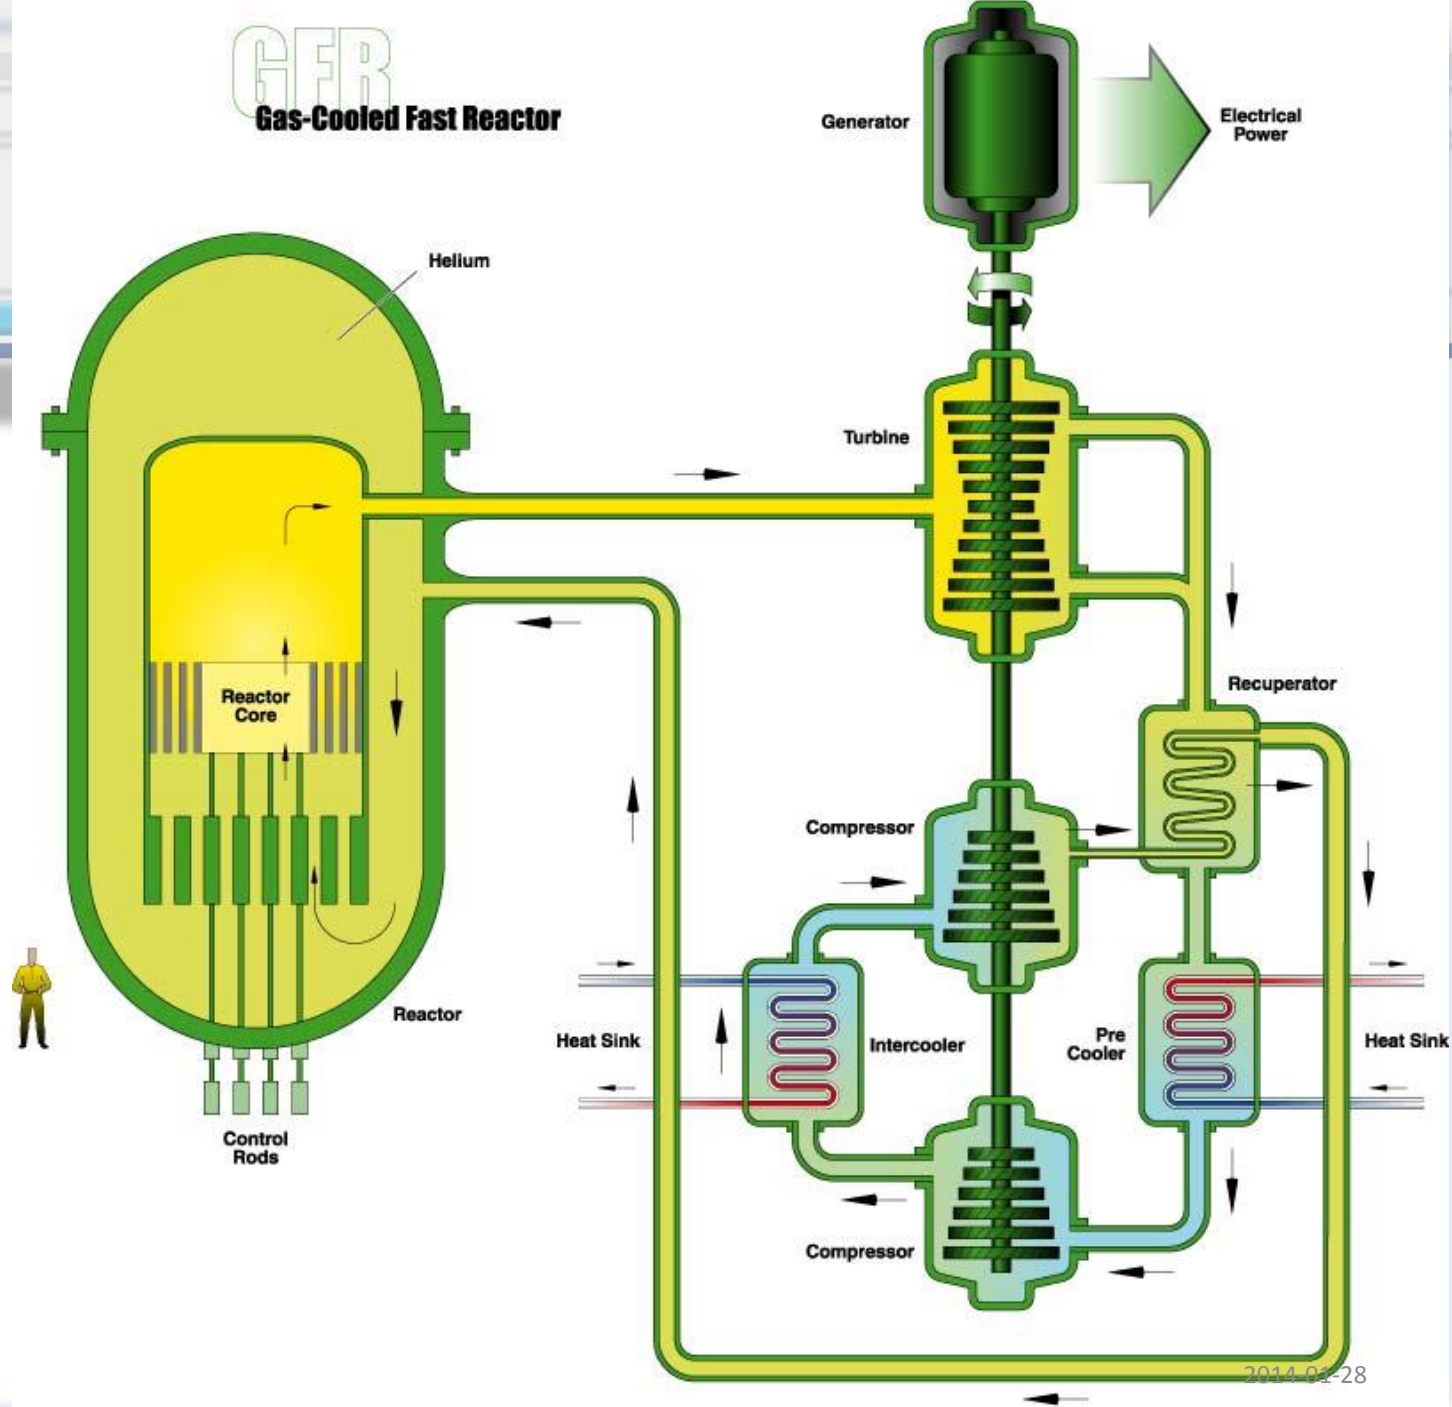 GFR
Gas-Cooled Fast Reactor
Generator
Electrical
Power
Helium
Turbine
Recuperator
Reactor
Core
Compressor
Reactor
Heat Sink
Intercooler
Pre
Cooler
Heat Sink
Control
Rods
Compressor
2014-01-28